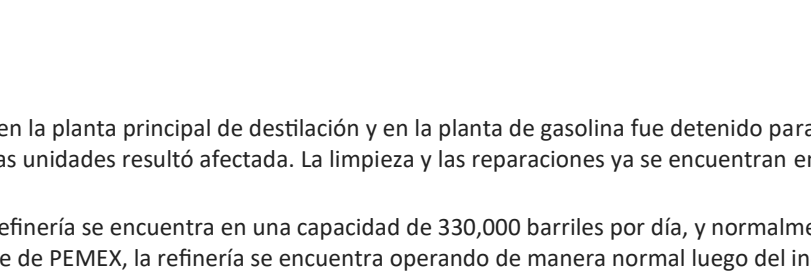 en la planta principal de destilación y en la planta de gasolina fue detenido para
as unidades resultó afectada. La limpieza y las reparaciones ya se encuentran en
efinería se encuentra en una capacidad de 330,000 barriles por día, y normalme
e de PEMEX, la refinería se encuentra operando de manera normal luego del in